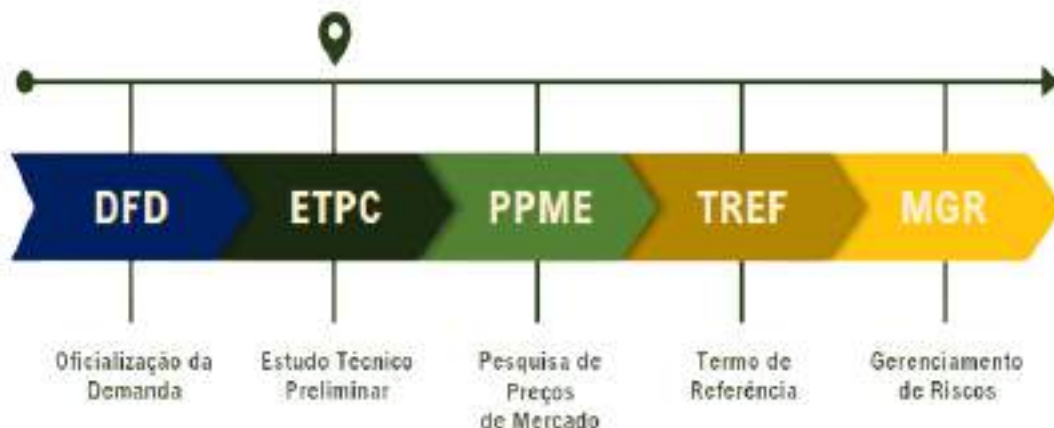 DFD
ETPC
PPME
TREF
MGR
Oficialização da
Demanda
Estudo Técnico
Preliminar
Pesquisa de
Preços
de Mercado
Termo de
Referência
Gerenciamento
de Riscos